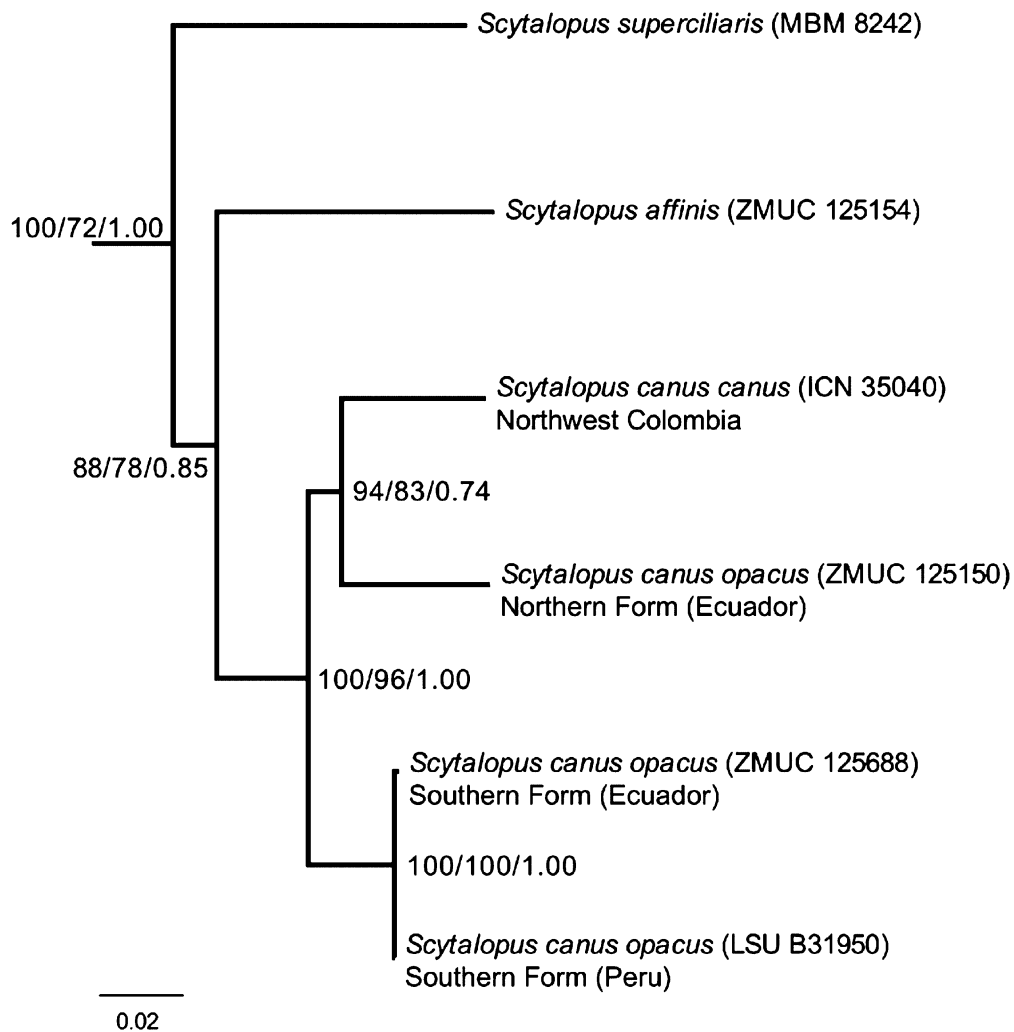 Scytalopus superciliaris (MBM 8242)
100/72/1.00
Scytalopus affinis (ZMUC 125154)
Scytalopus canus canus (ICN 35040)
Northwest Colombia
88/78/0.85
94/83/0.74
Scytalopus canus opacus (ZMUC 125150)
Northern Form (Ecuador)
100/96/1.00
Scytalopus canus opacus (ZMUC 125688)
Southern Form (Ecuador)
100/100/1.00
Scytalopus canus opacus (LSU B31950)
Southern Form (Peru)
0.02